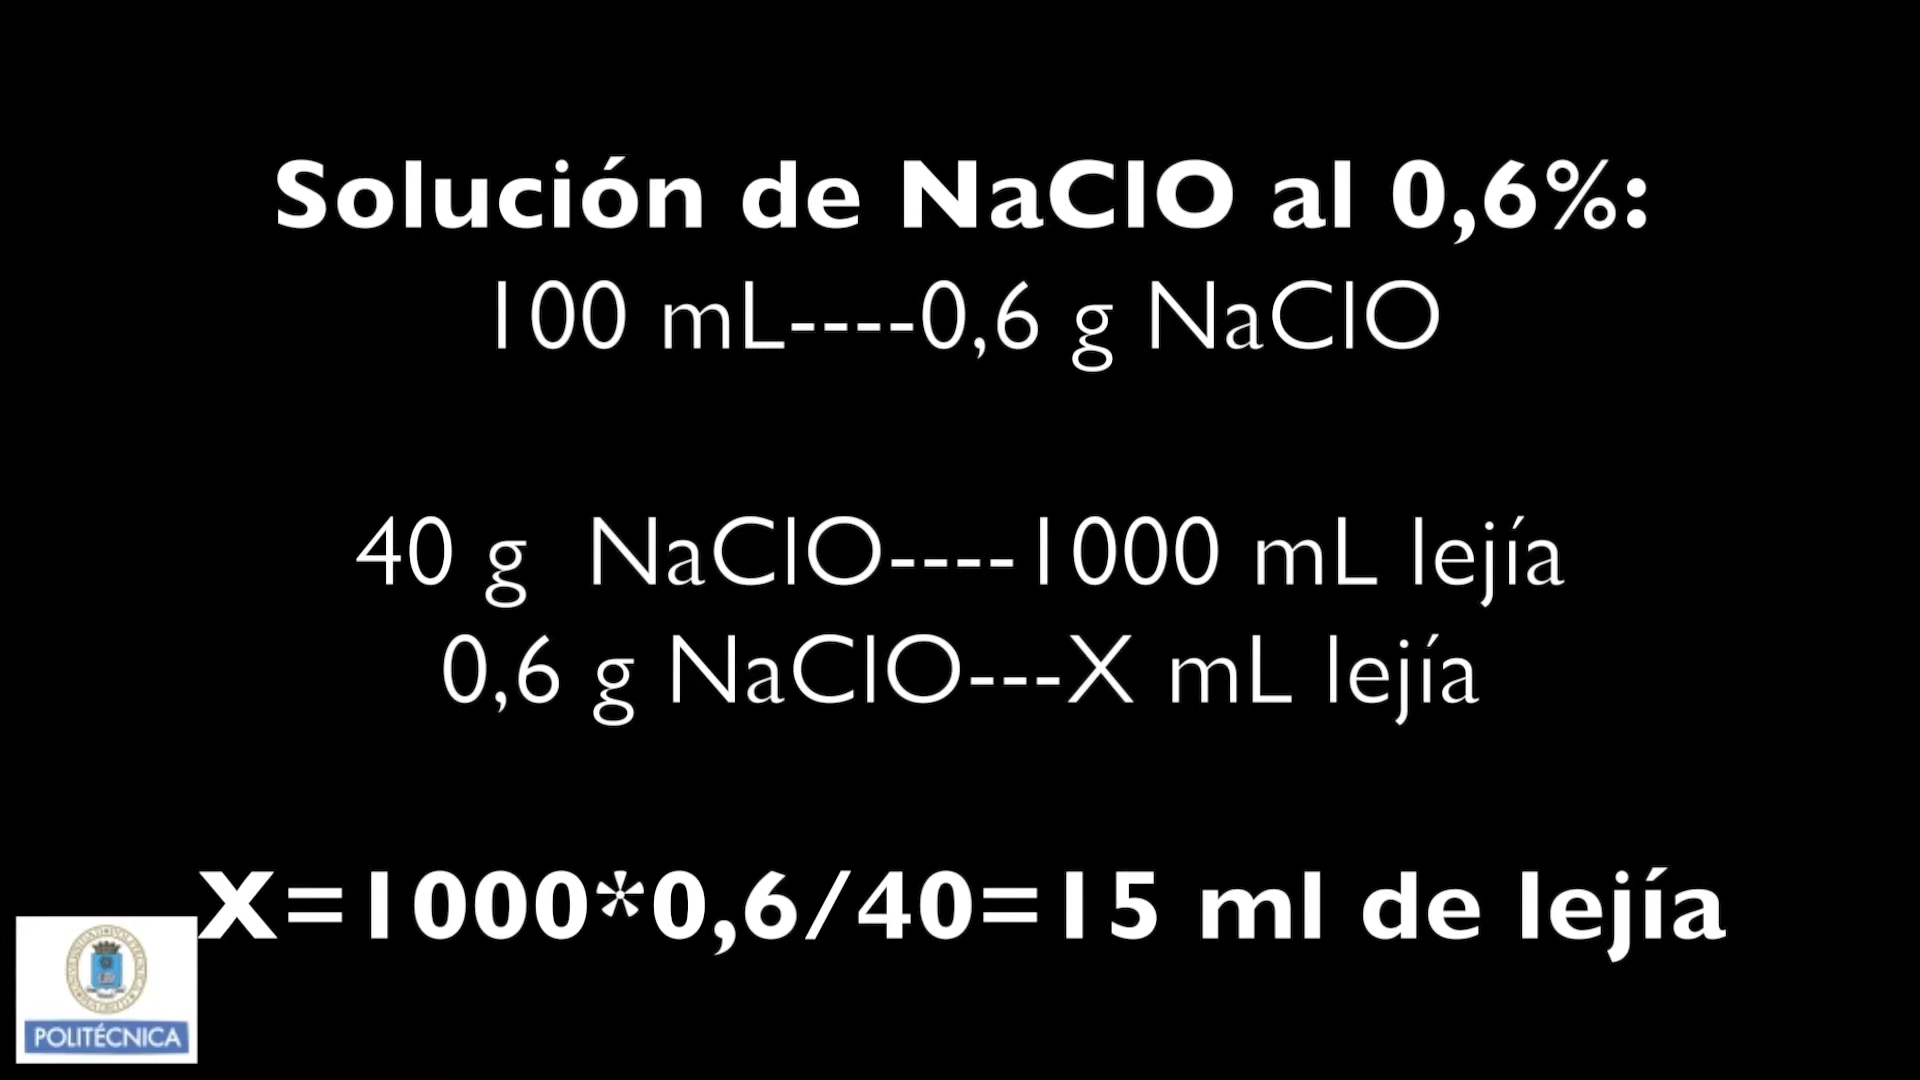 Solución de NaClO al 0,6%:
100 mL----0,6 g NaClO
40 g  NaClO----1000 mL lejía
0,6 g NaClO---X mL lejía
X=1000*0,6/40=15 ml de lejía
POLITÉCNICA